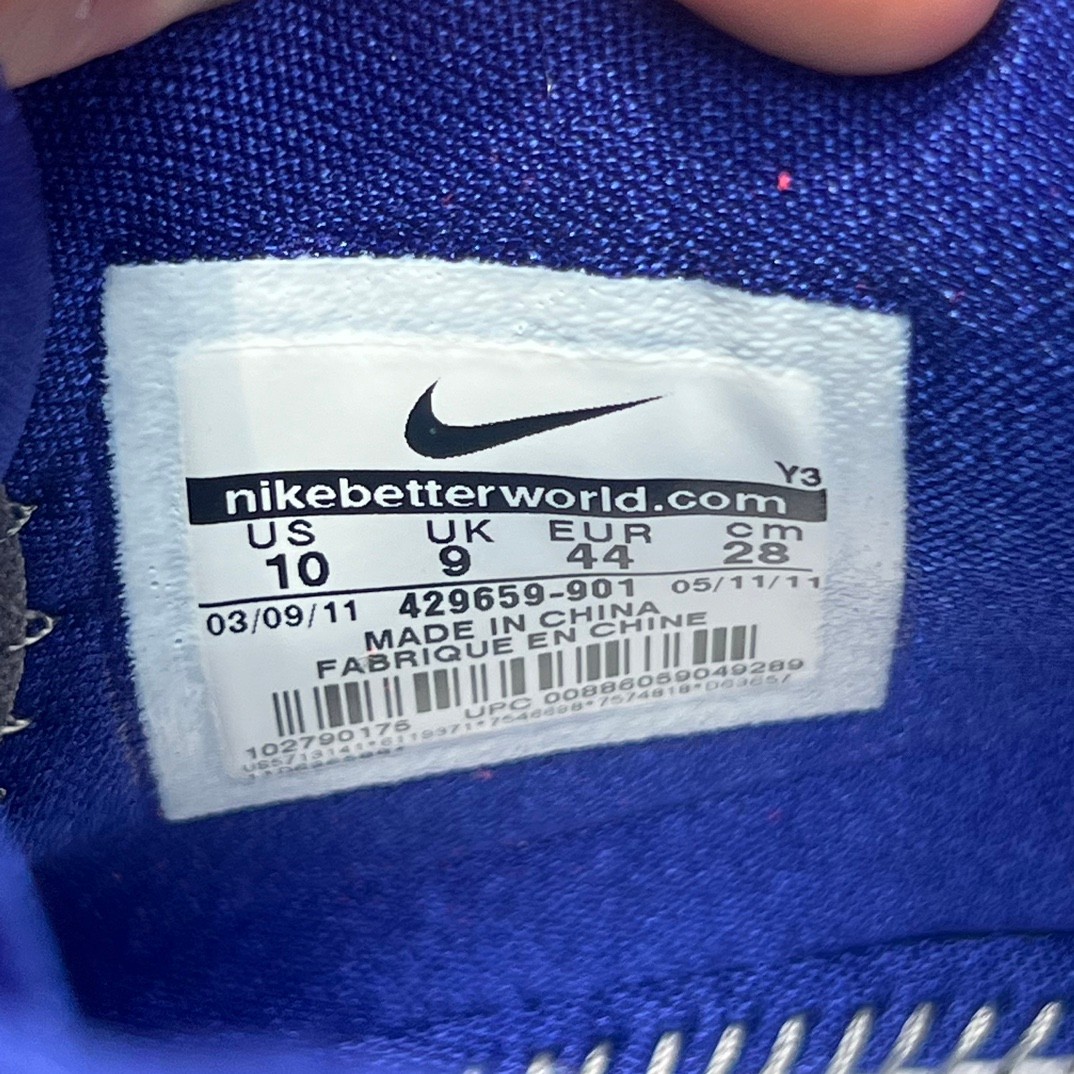 Y3
nikebetterworld.com
US UK EUR cm
10 9 44 28
03/09/11 429659-901 05/11/11
MADE IN CHINA
FABRIQUE EN CHINE
102790175 UPC 00886059049289